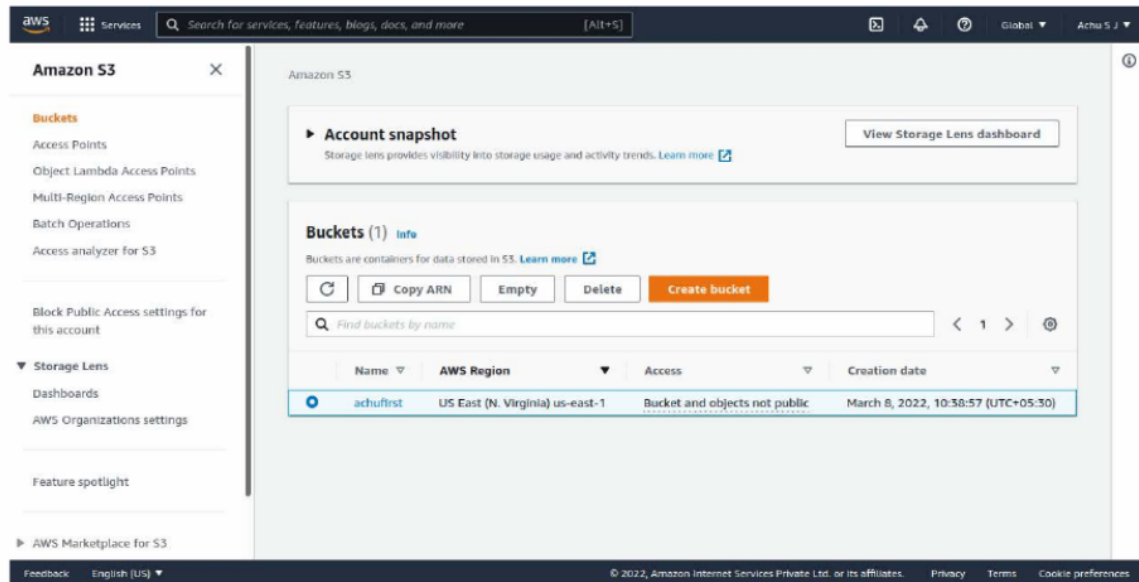 aws
Services
Search for services, features, blogs, docs, and more
[Alt+S]
Global ▼
Achu S J ▼
Amazon S3
Buckets
Access Points
Object Lambda Access Points
Multi-Region Access Points
Batch Operations
Access analyzer for S3
Block Public Access settings for
this account
▼ Storage Lens
Dashboards
AWS Organizations settings
Feature spotlight
▶ AWS Marketplace for S3
Amazon S3
▶ Account snapshot
Storage lens provides visibility into storage usage and activity trends. Learn more
View Storage Lens dashboard
Buckets (1) Info
Buckets are containers for data stored in S3. Learn more
Copy ARN
Empty
Delete
Create bucket
Find buckets by name
< 1 >
Name AWS Region ▼ Access Creation date
achufirst US East (N. Virginia) us-east-1 Bucket and objects not public March 8, 2022, 10:38:57 (UTC+05:30)
Feedback English (US) ▼ © 2022, Amazon Internet Services Private Ltd. or its affiliates. Privacy Terms Cookie preferences